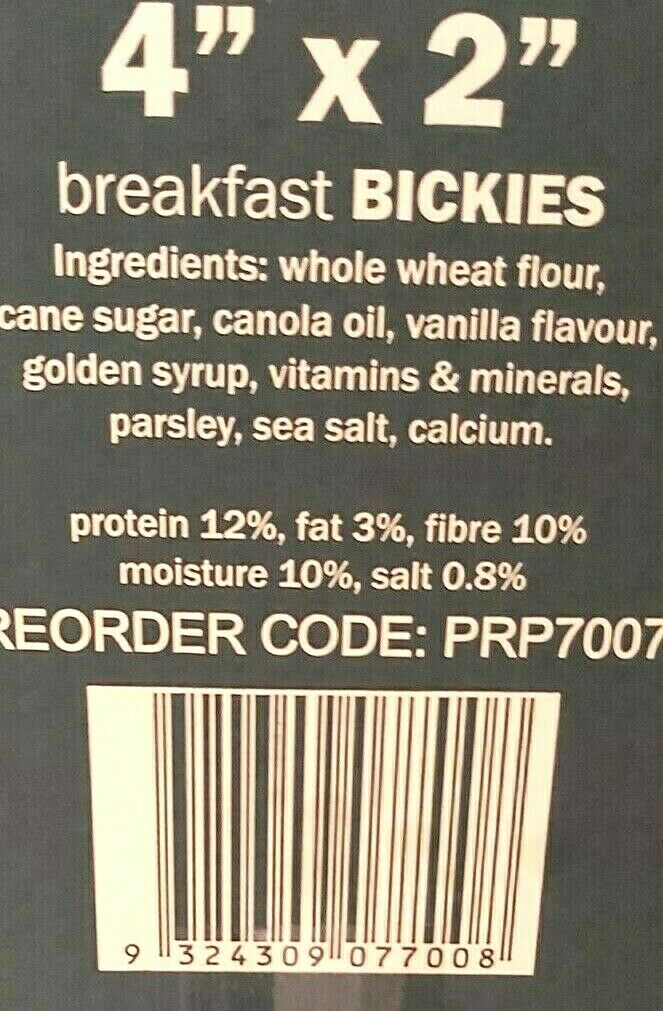 4” x 2”
breakfast BICKIES
Ingredients: whole wheat flour,
cane sugar, canola oil, vanilla flavour,
golden syrup, vitamins & minerals,
parsley, sea salt, calcium.
protein 12%, fat 3%, fibre 10%
moisture 10%, salt 0.8%
REORDER CODE: PRP7007
9 324309 077008